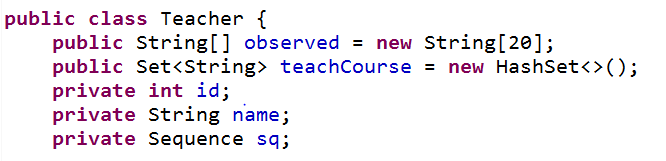 public class Teacher {
    public String[] observed = new String[20];
    public Set<String> teachCourse = new HashSet<>();
    private int id;
    private String name;
    private Sequence sq;